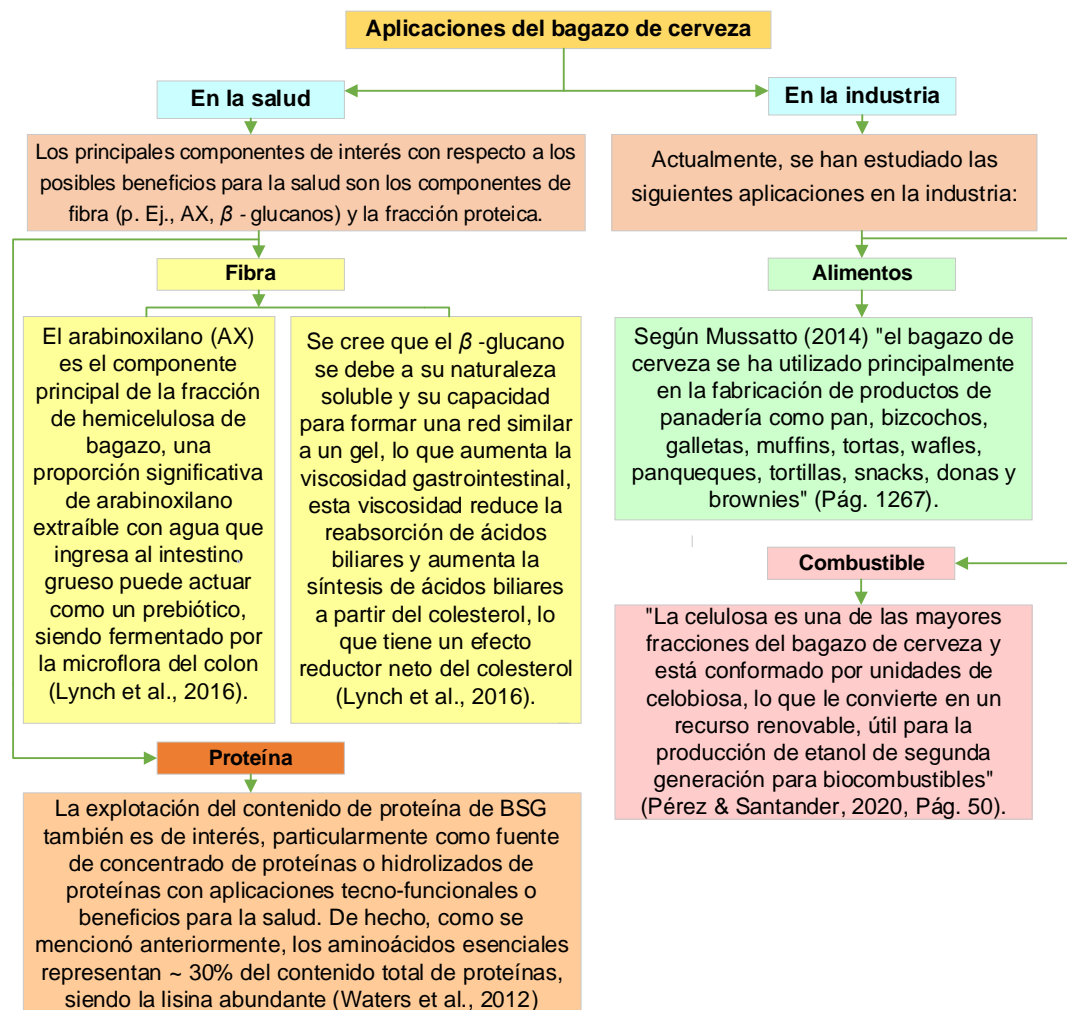 Aplicaciones del bagazo de cerveza
En la salud
En la industria
Los principales componentes de interés con respecto a los
posibles beneficios para la salud son los componentes de
fibra (p. Ej., AX, β - glucanos) y la fracción proteica.
Actualmente, se han estudiado las
siguientes aplicaciones en la industria:
Fibra
Alimentos
El arabinoxilano (AX)
es el componente
principal de la fracción
de hemicelulosa de
bagazo, una
proporción significativa
de arabinoxilano
extraíble con agua que
ingresa al intestino
grueso puede actuar
como un prebiótico,
siendo fermentado por
la microflora del colon
(Lynch et al., 2016).
Se cree que el β -glucano
se debe a su naturaleza
soluble y su capacidad
para formar una red similar
a un gel, lo que aumenta la
viscosidad gastrointestinal,
esta viscosidad reduce la
reabsorción de ácidos
biliares y aumenta la
síntesis de ácidos biliares
a partir del colesterol, lo
que tiene un efecto
reductor neto del colesterol
(Lynch et al., 2016).
Según Mussatto (2014) "el bagazo de
cerveza se ha utilizado principalmente
en la fabricación de productos de
panadería como pan, bizcochos,
galletas, muffins, tortas, wafles,
panqueques, tortillas, snacks, donas y
brownies" (Pág. 1267).
Combustible
"La celulosa es una de las mayores
fracciones del bagazo de cerveza y
está conformado por unidades de
celobiosa, lo que le convierte en un
recurso renovable, útil para la
producción de etanol de segunda
generación para biocombustibles"
(Pérez & Santander, 2020, Pág. 50).
Proteína
La explotación del contenido de proteína de BSG
también es de interés, particularmente como fuente
de concentrado de proteínas o hidrolizados de
proteínas con aplicaciones tecno-funcionales o
beneficios para la salud. De hecho, como se
mencionó anteriormente, los aminoácidos esenciales
representan ~ 30% del contenido total de proteínas,
siendo la lisina abundante (Waters et al., 2012)